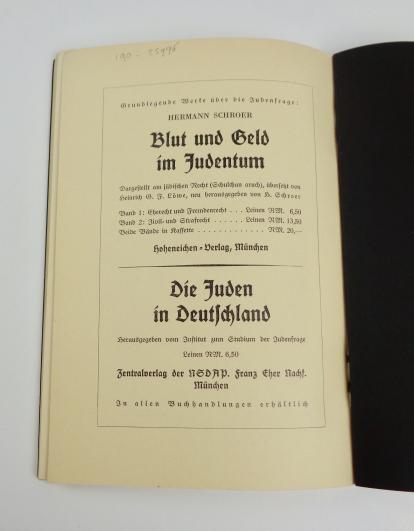 190 - 25996
Grundlegende Werke über die Judenfrage:
HERMANN SCHROER
Blut und Geld
im Judentum
Dargestellt am jüdischen Recht (Schulchan aruch), übersetzt von
Heinrich G. F. Löwe, neu herausgegeben von H. Schroer
Band 1: Eherecht und Fremdenrecht . . . Leinen RM. 6,50
Band 2: Zivil- und Strafrecht . . . . . . Leinen RM. 13,50
Beide Bände in Kassette . . . . . . . . . . . . . RM. 20,—
Hoheneichen-Verlag, München
Die Juden
in Deutschland
Herausgegeben vom Institut zum Studium der Judenfrage
Leinen RM. 6,50
Zentralverlag der NSDAP. Franz Eher Nachf.
München
In allen Buchhandlungen erhältlich